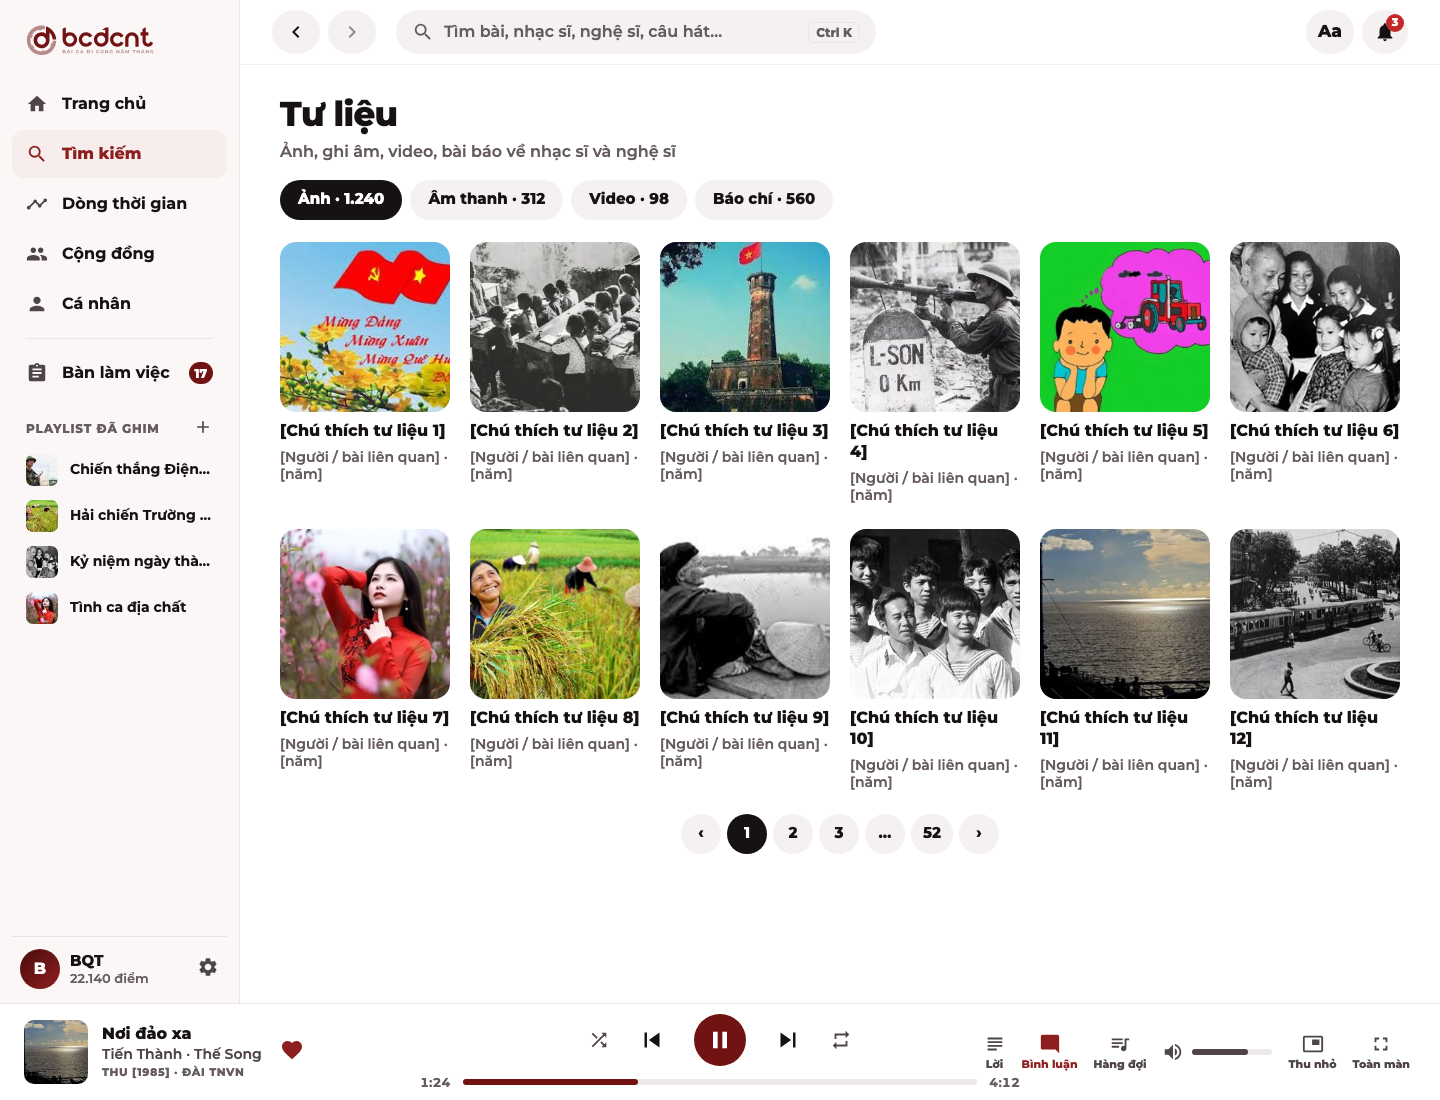 bcdcnt
BÀI CA ĐI CÙNG NĂM THÁNG
Trang chủ
Tìm kiếm
Dòng thời gian
Cộng đồng
Cá nhân
Bàn làm việc
17
PLAYLIST ĐÃ GHIM
Chiến thắng Điện...
Hải chiến Trường ...
Kỷ niệm ngày thà...
Tình ca địa chất
B
BQT
22.140 điểm
Tìm bài, nhạc sĩ, nghệ sĩ, câu hát...
Ctrl K
Aa
3
Tư liệu
Ảnh, ghi âm, video, bài báo về nhạc sĩ và nghệ sĩ
Ảnh · 1.240
Âm thanh · 312
Video · 98
Báo chí · 560
Mừng Đảng
Mừng Xuân
Mừng Quê Hư
L-SON
0 Km
[Chú thích tư liệu 1]
[Người / bài liên quan] ·
[năm]
[Chú thích tư liệu 2]
[Người / bài liên quan] ·
[năm]
[Chú thích tư liệu 3]
[Người / bài liên quan] ·
[năm]
[Chú thích tư liệu
4]
[Người / bài liên quan] ·
[năm]
[Chú thích tư liệu 5]
[Người / bài liên quan] ·
[năm]
[Chú thích tư liệu 6]
[Người / bài liên quan] ·
[năm]
[Chú thích tư liệu 7]
[Người / bài liên quan] ·
[năm]
[Chú thích tư liệu 8]
[Người / bài liên quan] ·
[năm]
[Chú thích tư liệu 9]
[Người / bài liên quan] ·
[năm]
[Chú thích tư liệu
10]
[Người / bài liên quan] ·
[năm]
[Chú thích tư liệu
11]
[Người / bài liên quan] ·
[năm]
[Chú thích tư liệu
12]
[Người / bài liên quan] ·
[năm]
‹
1
2
3
...
52
›
Nơi đảo xa
Tiến Thành · Thế Song
THU [1985] · ĐÀI TNVN
1:24
4:12
Lời
Bình luận
Hàng đợi
Thu nhỏ
Toàn màn